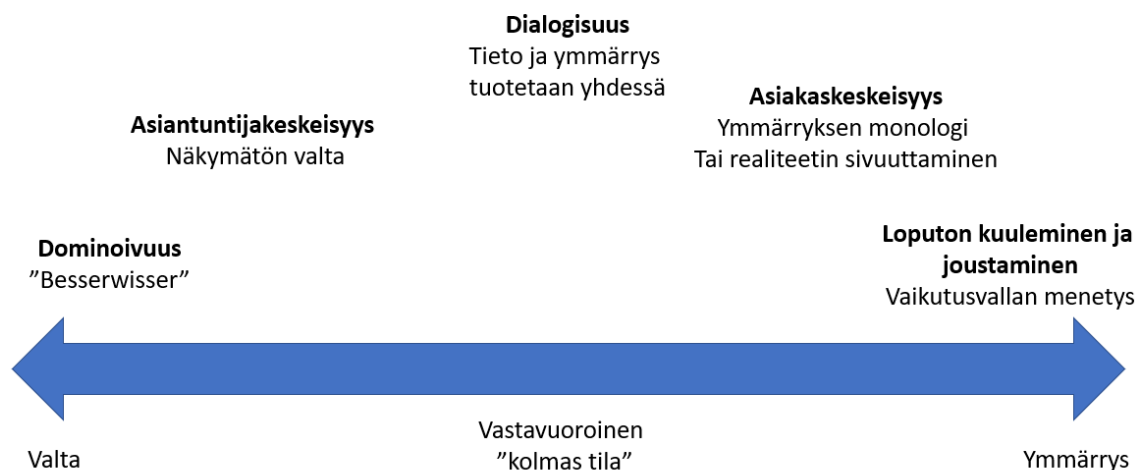 Dialogisuus
Tieto ja ymmärrys
tuotetaan yhdessä
Asiakaskeskeisyys
Ymmärryksen monologi
Tai realiteetin sivuuttaminen
Asiantuntijakeskeisyys
Näkymätön valta
Dominoivuus
”Besserwisser”
Loputon kuuleminen ja
joustaminen
Vaikutusvallan menetys
Valta
Vastavuoroinen
”kolmas tila”
Ymmärrys